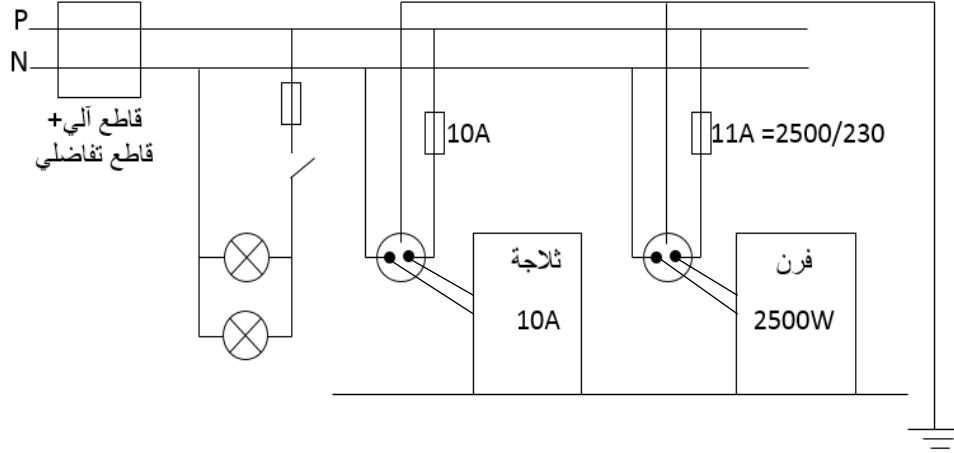 P
N
قاطع آلي+
قاطع تفاضلي
10A
11A =2500/230
ثلاجة
10A
فرن
2500W